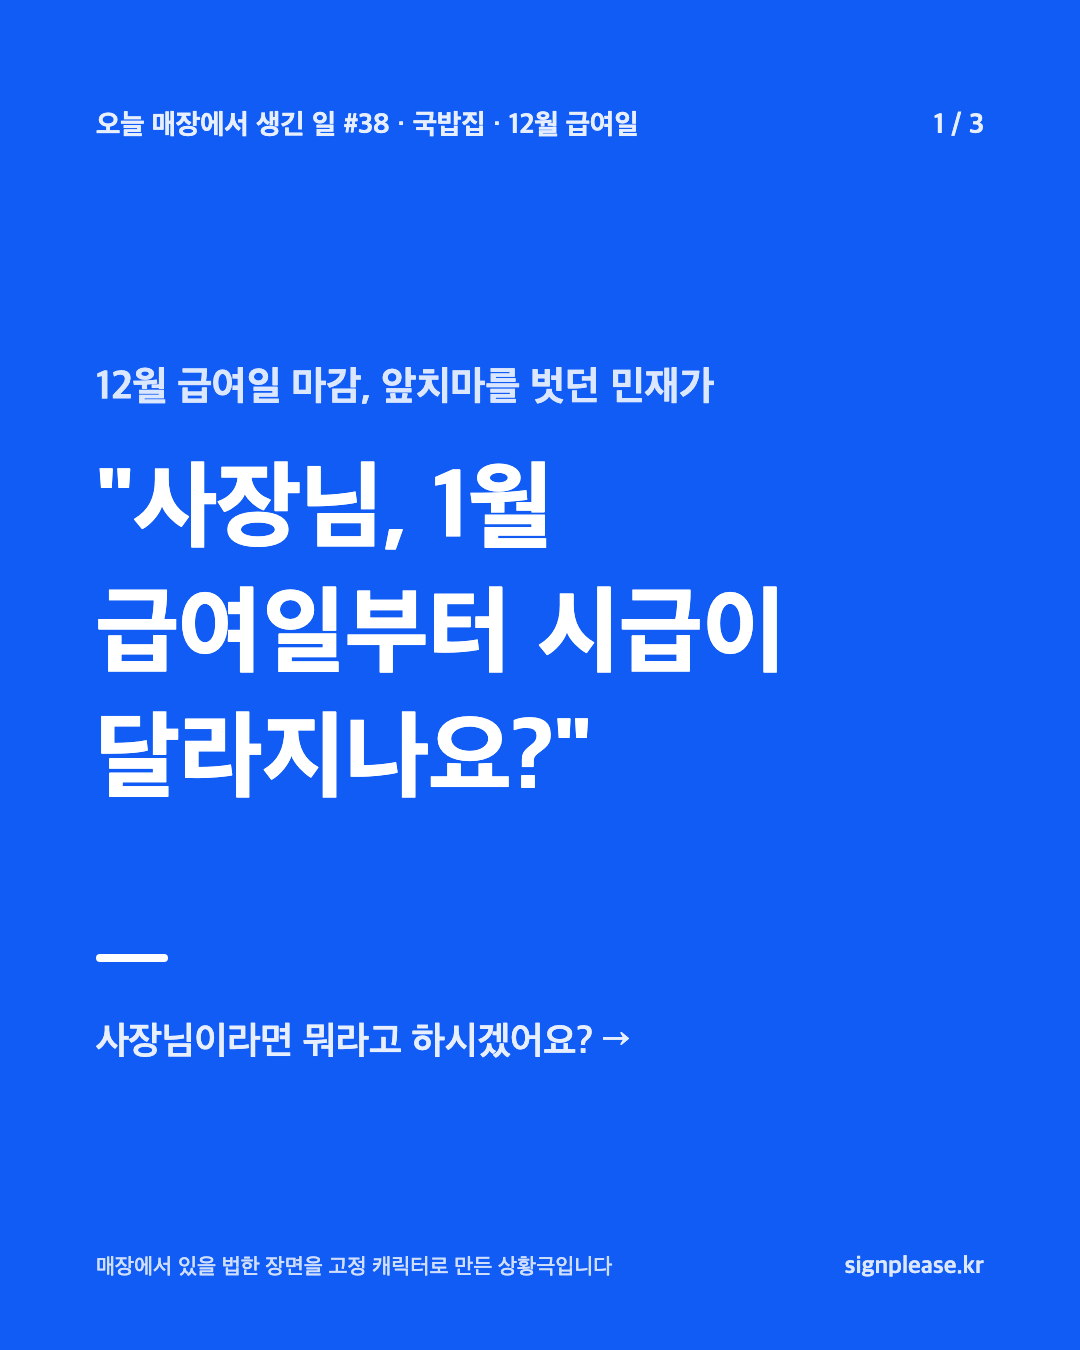 오늘 매장에서 생긴 일 #38 · 국밥집 · 12월 급여일
1 / 3
12월 급여일 마감, 앞치마를 벗던 민재가
"사장님, 1월
급여일부터 시급이
달라지나요?"
사장님이라면 뭐라고 하시겠어요? →
매장에서 있을 법한 장면을 고정 캐릭터로 만든 상황극입니다
signplease.kr